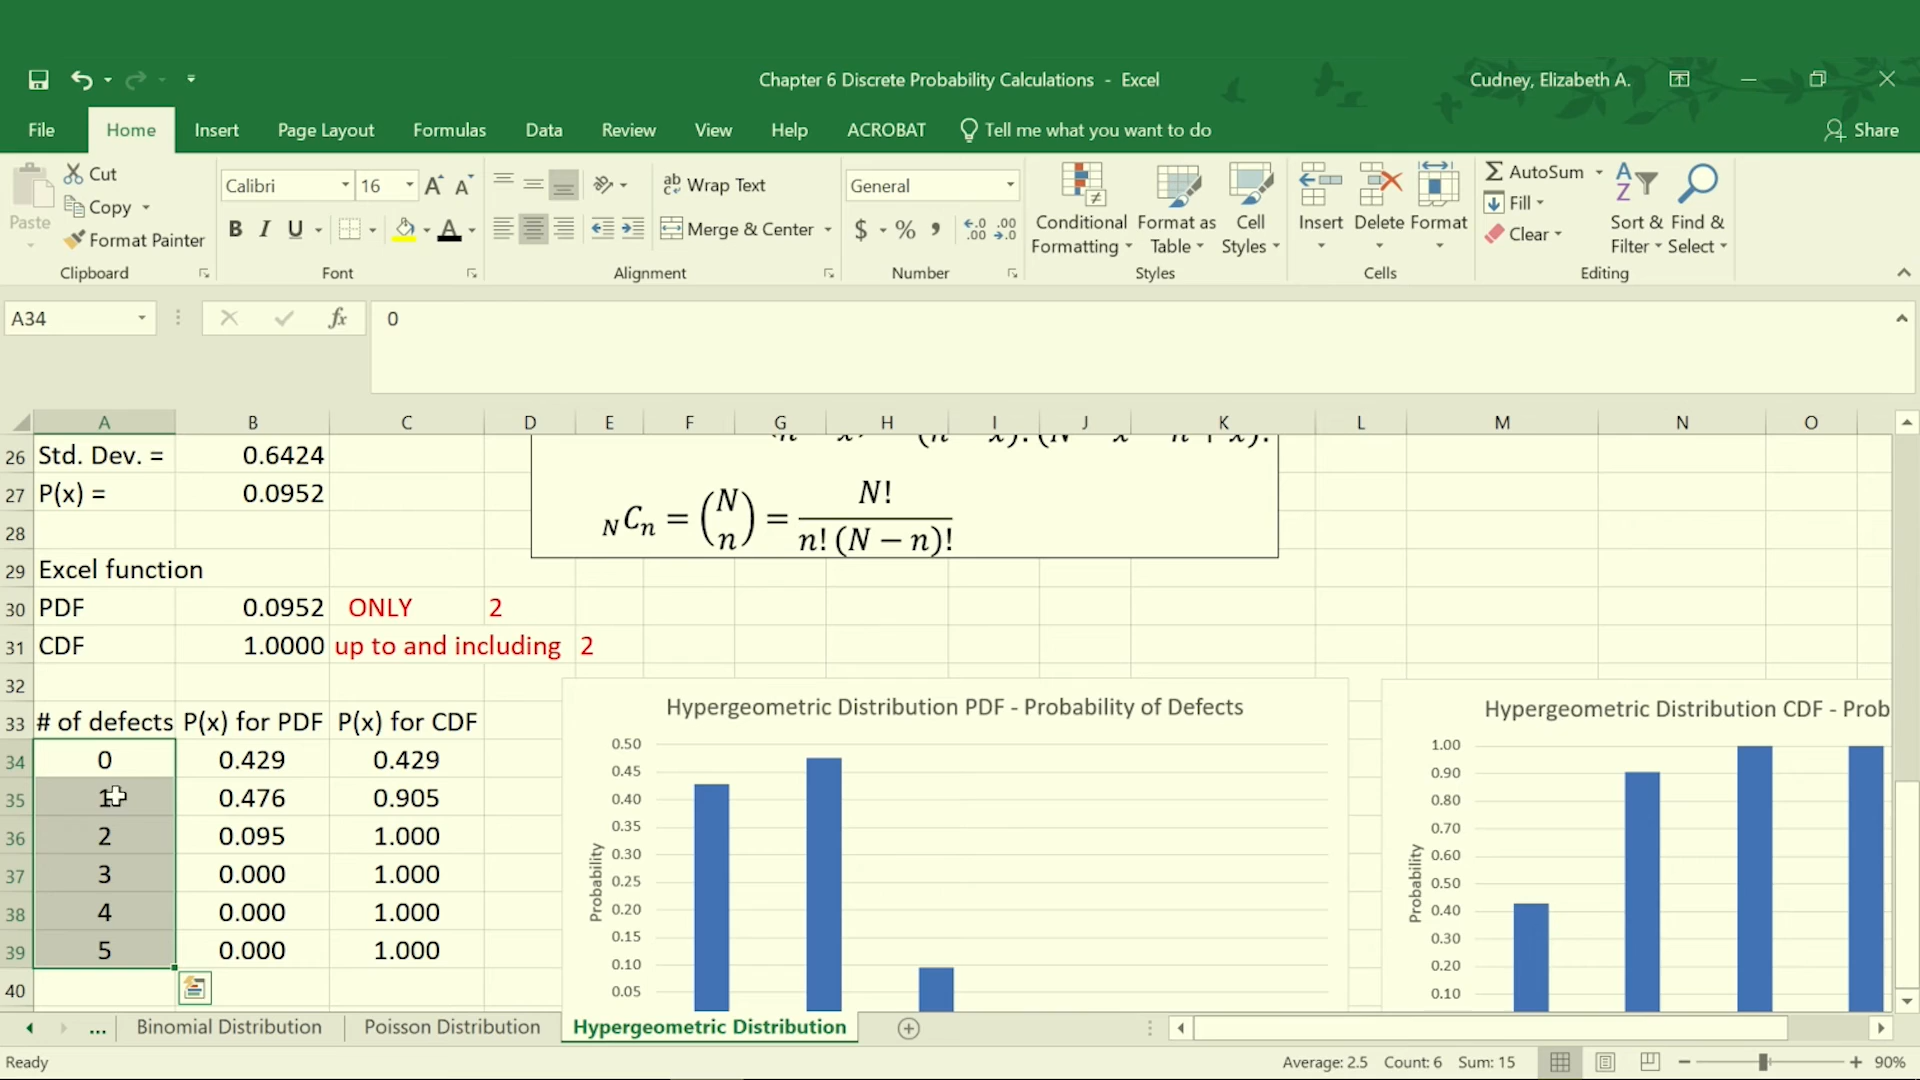 Chapter 6 Discrete Probability Calculations - Excel
Cudney, Elizabeth A.
File Home Insert Page Layout Formulas Data Review View Help ACROBAT Tell me what you want to do Share
Paste
Cut
Copy
Format Painter
Clipboard
Calibri 16
B I U
Font
Wrap Text
Merge & Center
Alignment
General
$ % ,
Number
Conditional Formatting
Format as Table
Cell Styles
Styles
Insert Delete Format
Cells
AutoSum
Fill
Clear
Sort & Filter
Find & Select
Editing
A34 fx 0
A B C D E F G H I J K L M N O
26 Std. Dev. = 0.6424
27 P(x) = 0.0952
NCn = (N n) = N! / n! (N − n)!
28
29 Excel function
30 PDF 0.0952 ONLY 2
31 CDF 1.0000 up to and including 2
32
33 # of defects P(x) for PDF P(x) for CDF
34 0 0.429 0.429
35 1 0.476 0.905
36 2 0.095 1.000
37 3 0.000 1.000
38 4 0.000 1.000
39 5 0.000 1.000
40
Hypergeometric Distribution PDF - Probability of Defects
Probability
0.50
0.45
0.40
0.35
0.30
0.25
0.20
0.15
0.10
0.05
Hypergeometric Distribution CDF - Prob
Probability
1.00
0.90
0.80
0.70
0.60
0.50
0.40
0.30
0.20
0.10
... Binomial Distribution Poisson Distribution Hypergeometric Distribution
Ready Average: 2.5 Count: 6 Sum: 15 90%